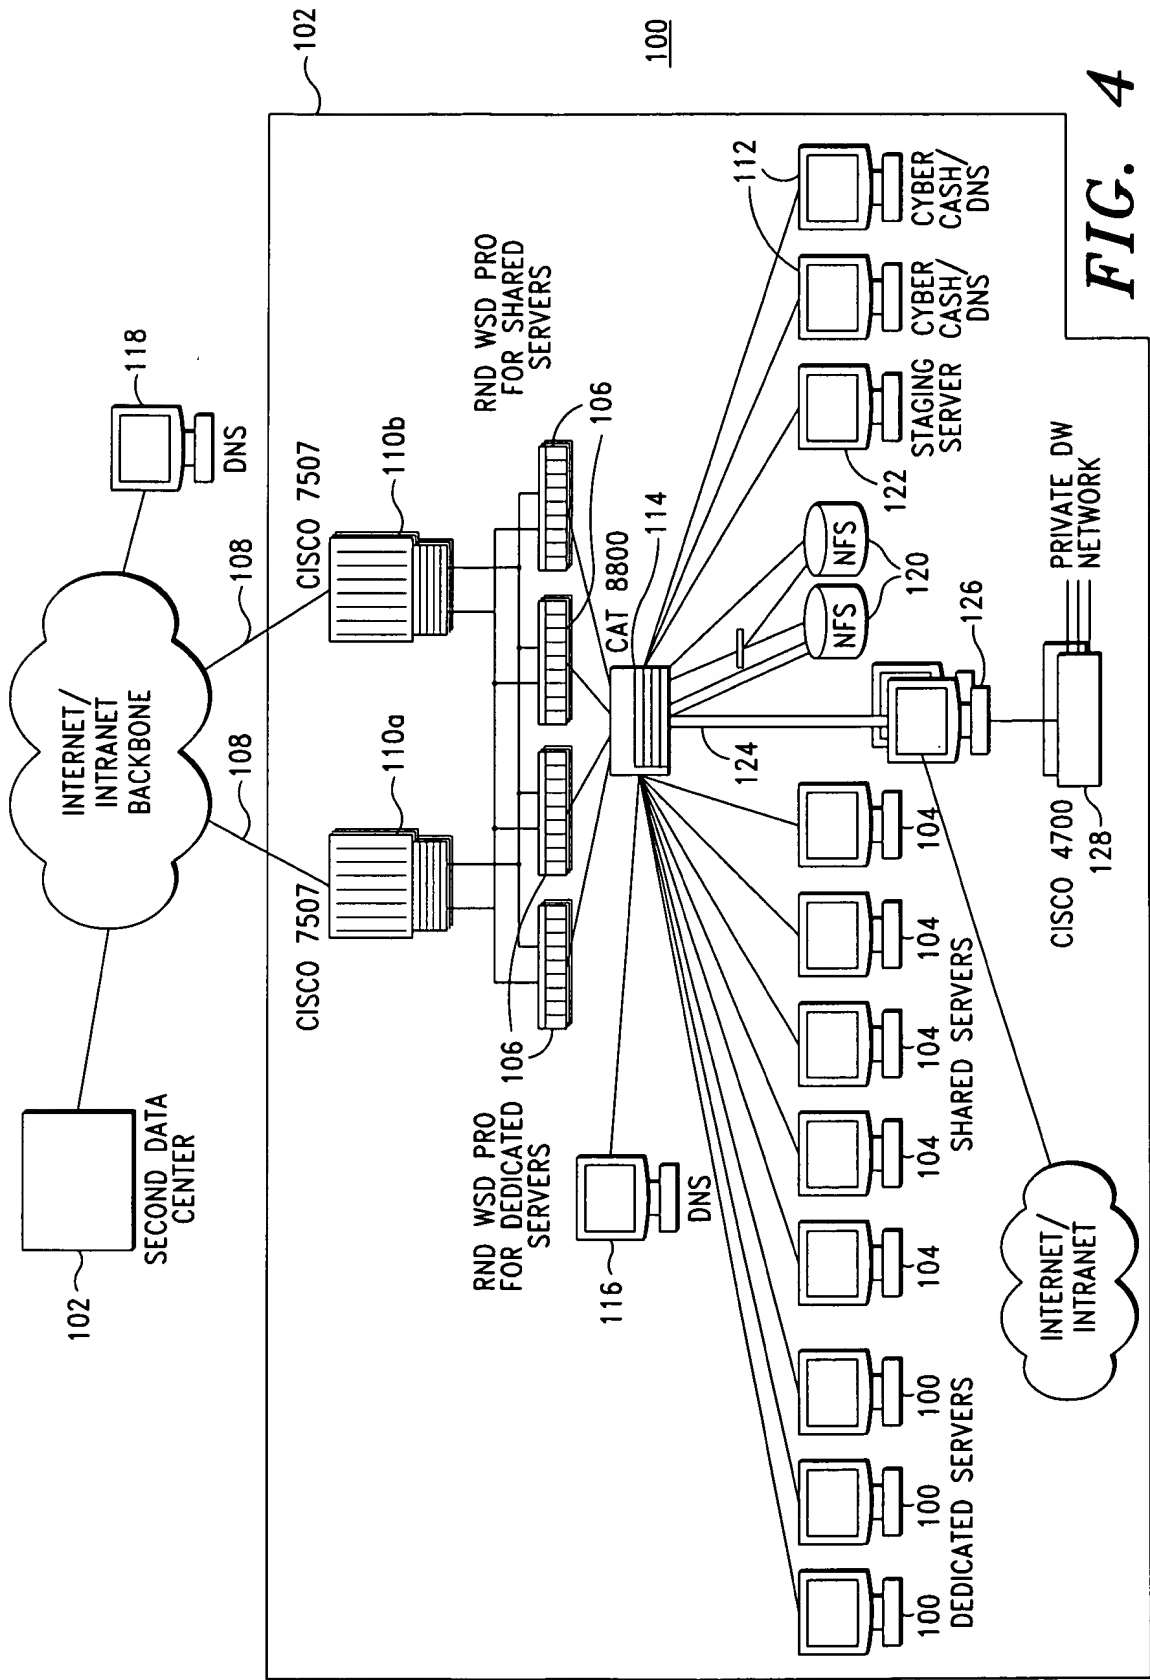 102
SECOND DATA
CENTER
INTERNET/
INTRANET
BACKBONE
118
DNS
102
108
108
CISCO 7507
110a
CISCO 7507
110b
100
RND WSD PRO
FOR DEDICATED
SERVERS
106
106
RND WSD PRO
FOR SHARED
SERVERS
106
CAT 8800
114
116
DNS
112
100
100
100
DEDICATED SERVERS
104
104
104
104
104
SHARED SERVERS
124
NFS
NFS
120
122
STAGING
SERVER
CYBER
CASH/
DNS
CYBER
CASH/
DNS
126
INTERNET/
INTRANET
CISCO 4700
128
PRIVATE DW
NETWORK
FIG. 4